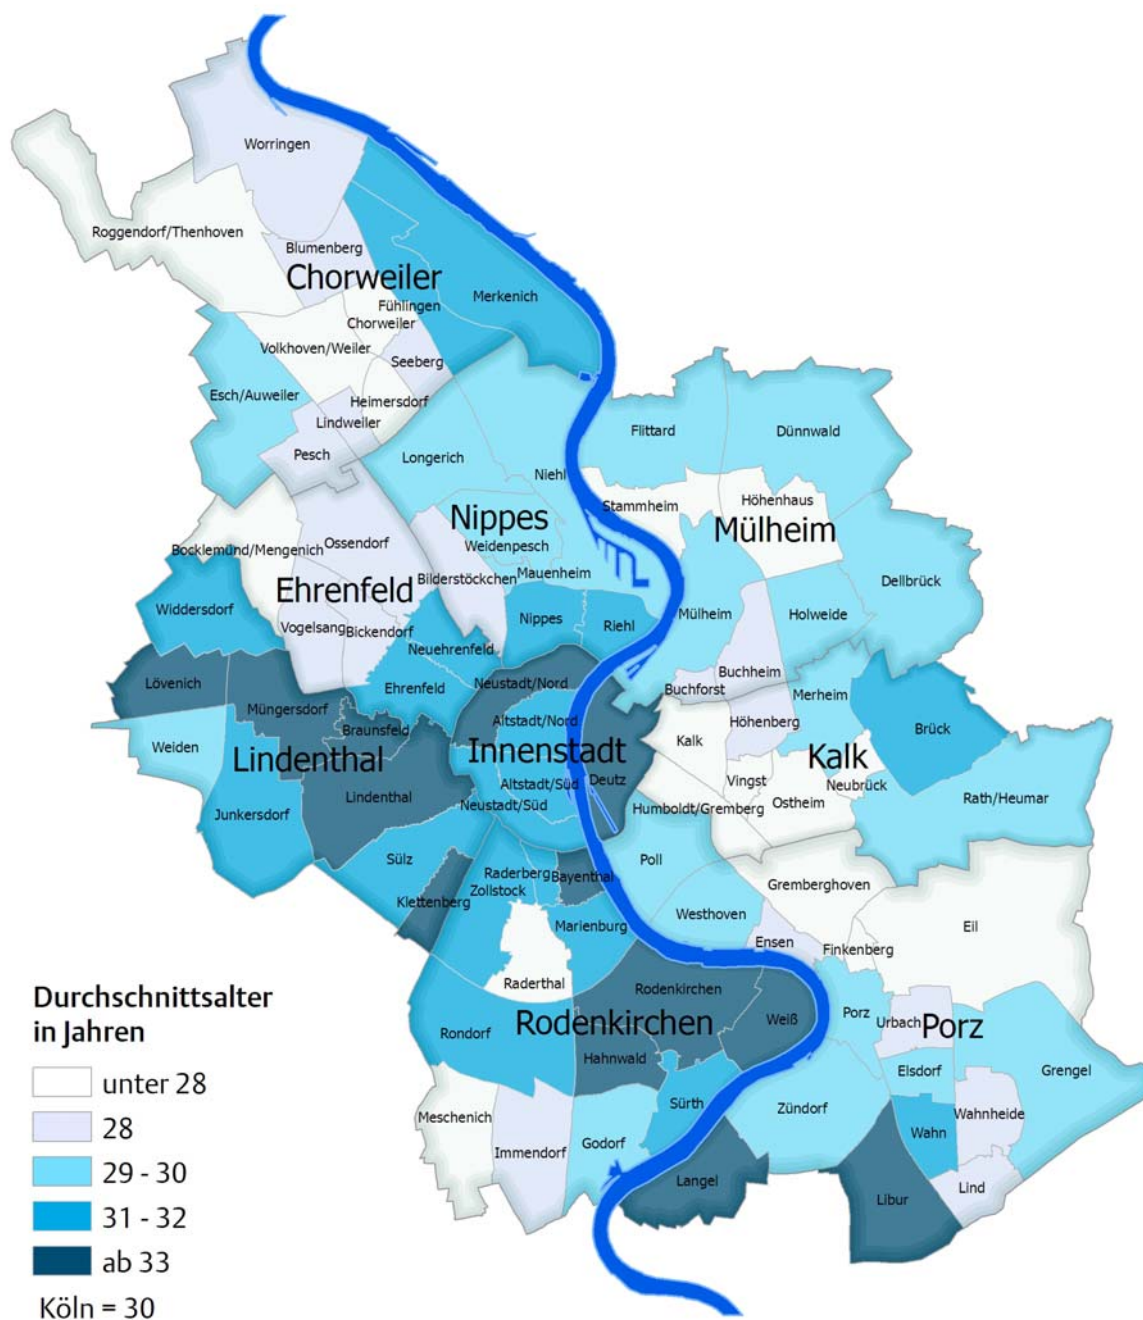 Worringen
Roggendorf/Thenhoven
Blumenberg
Chorweiler
Fühlingen
Merkenich
Chorweiler
Volkhoven/Weiler
Seeberg
Esch/Auweiler
Heimersdorf
Lindweiler
Pesch
Flittard
Dünnwald
Longerich
Niehl
Stammheim
Höhenhaus
Nippes
Mülheim
Ossendorf
Weidenpesch
Bocklemünd/Mengenich
Mauenheim
Bilderstöckchen
Dellbrück
Ehrenfeld
Widdersdorf
Nippes
Riehl
Mülheim
Holweide
Vogelsang
Bickendorf
Neuehrenfeld
Buchheim
Lövenich
Ehrenfeld
Neustadt/Nord
Buchforst
Merheim
Müngersdorf
Altstadt/Nord
Höhenberg
Brück
Braunsfeld
Weiden
Lindenthal
Innenstadt
Kalk
Kalk
Deutz
Vingst
Neubrück
Altstadt/Süd
Lindenthal
Neustadt/Süd
Humboldt/Gremberg
Ostheim
Rath/Heumar
Junkersdorf
Sülz
Poll
Raderberg
Bayenthal
Klettenberg
Zollstock
Gremberghoven
Westhoven
Marienburg
Eil
Ensen
Finkenberg
Raderthal
Rodenkirchen
Durchschnittsalter
in Jahren
Rondorf
Rodenkirchen
Weiß
Porz
Urbach
Porz
Hahnwald
Elsdorf
Grengel
unter 28
Meschenich
Sürth
Zündorf
Wahnheide
28
Immendorf
Godorf
Wahn
29 - 30
Langel
Libur
Lind
31 - 32
ab 33
Köln = 30